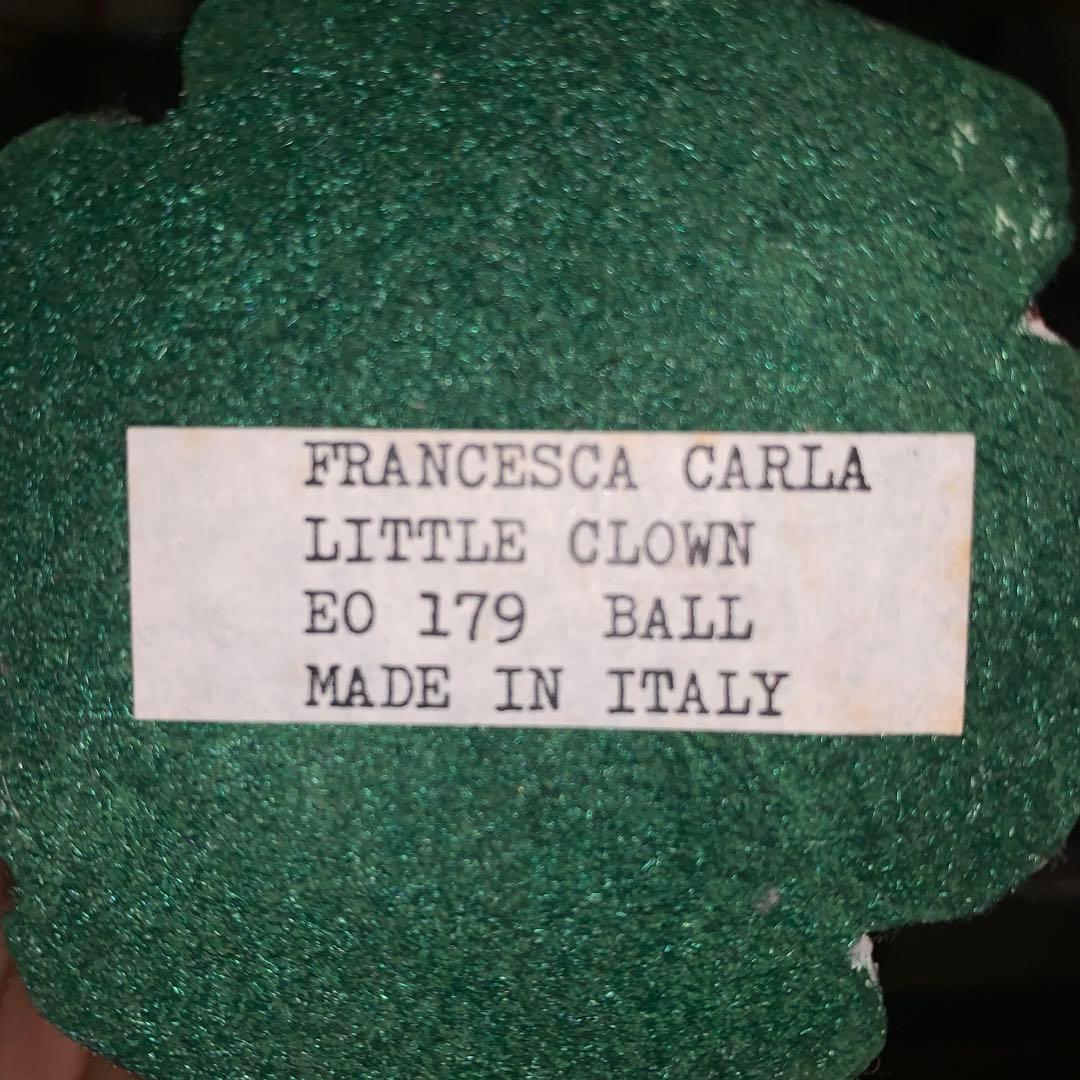 FRANCESCA CARLA
LITTLE CLOWN
EO 179 BALL
MADE IN ITALY